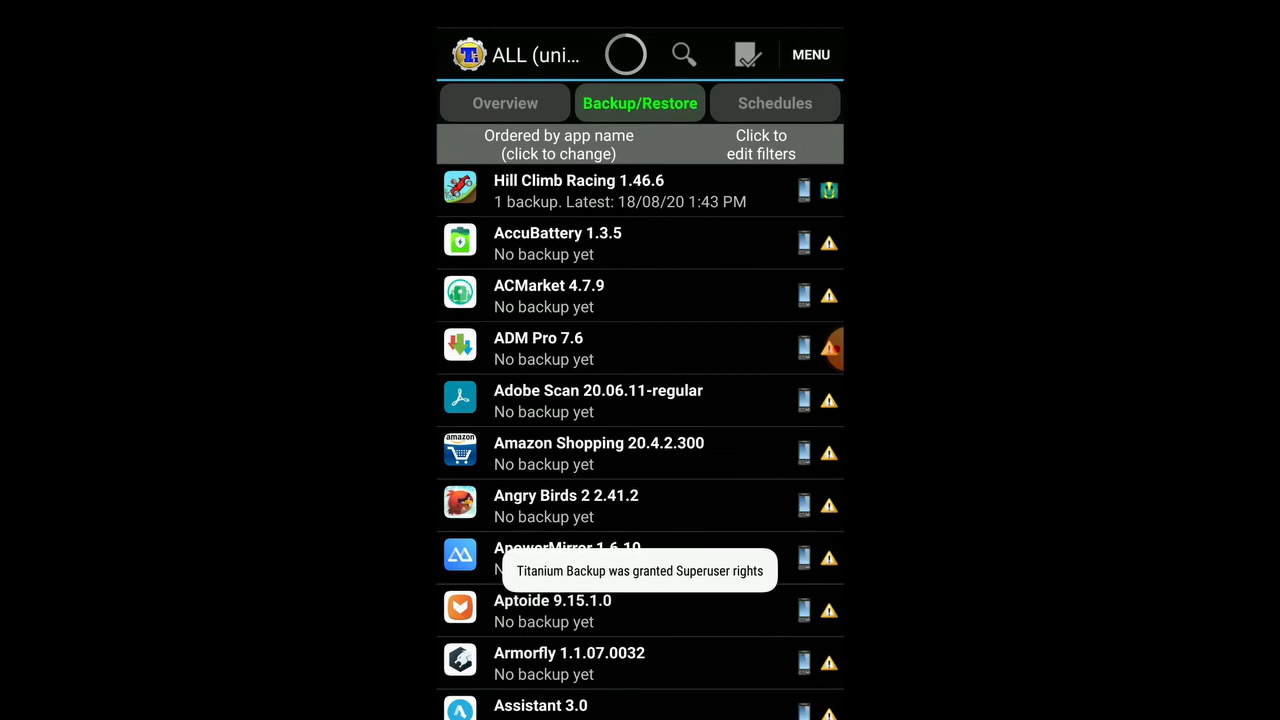 ALL (uni...
MENU
Overview
Backup/Restore
Schedules
Ordered by app name
(click to change)
Click to
edit filters
Hill Climb Racing 1.46.6
1 backup. Latest: 18/08/20 1:43 PM
AccuBattery 1.3.5
No backup yet
ACMarket 4.7.9
No backup yet
ADM Pro 7.6
No backup yet
Adobe Scan 20.06.11-regular
No backup yet
amazon
Amazon Shopping 20.4.2.300
No backup yet
Angry Birds 2 2.41.2
No backup yet
ApowerMirror 1.6.10
Titanium Backup was granted Superuser rights
Aptoide 9.15.1.0
No backup yet
Armorfly 1.1.07.0032
No backup yet
Assistant 3.0